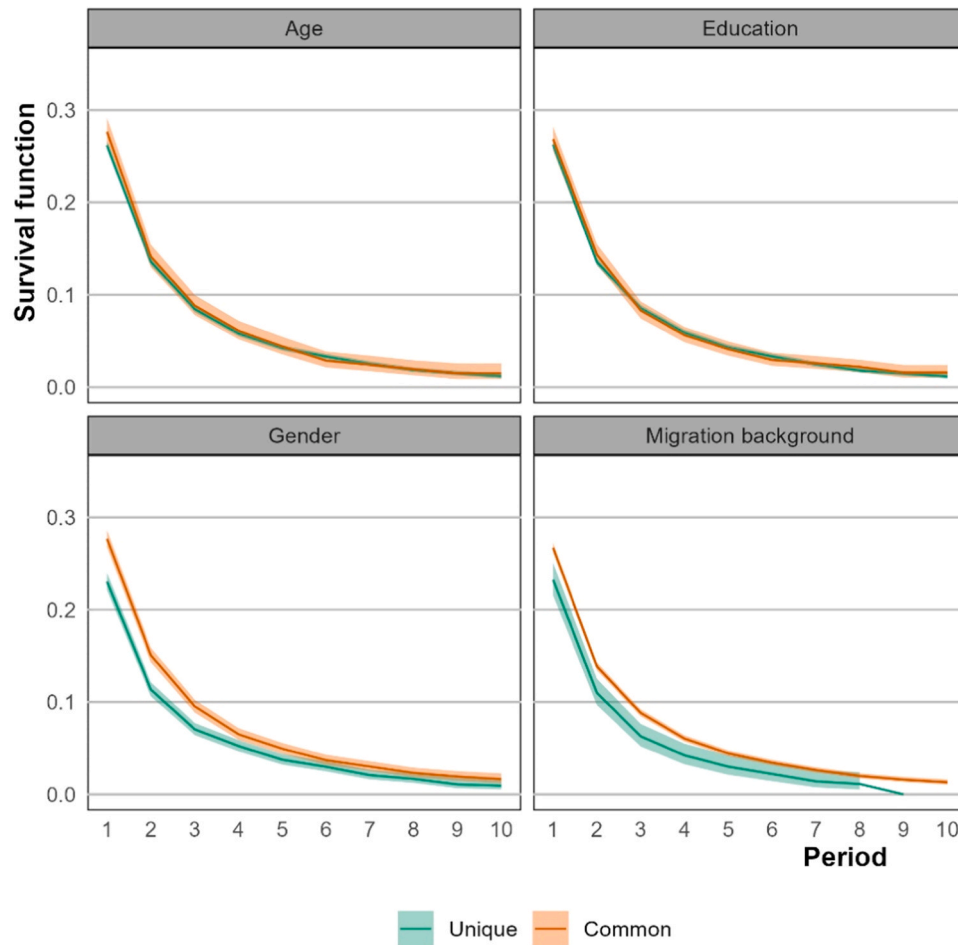 Age
Education
Survival function
0.3
0.2
0.1
0.0
Gender
Migration background
0.3
0.2
0.1
0.0
1 2 3 4 5 6 7 8 9 10
1 2 3 4 5 6 7 8 9 10
Period
Unique
Common